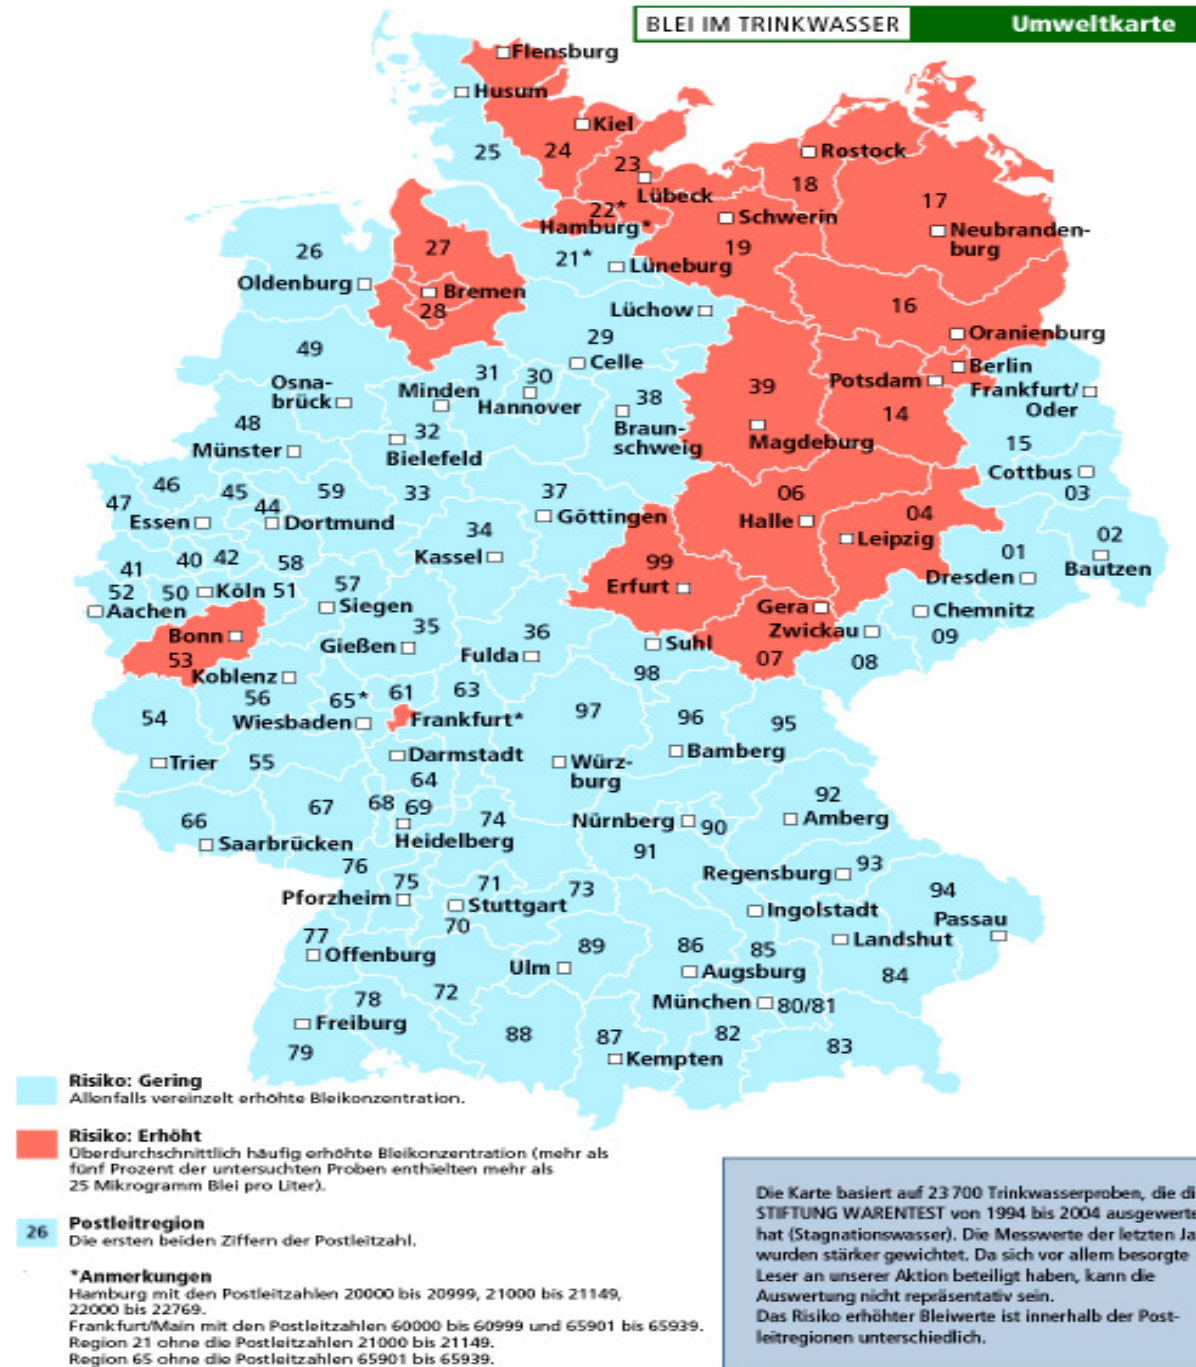 BLEI IM TRINKWASSER Umweltkarte
Flensburg
Husum
Kiel
25
24
23
Rostock
18
Lübeck
17
22*
Hamburg*
Schwerin
Neubranden-
burg
26
27
21*
Lüneburg
19
Oldenburg
Bremen
28
Lüchow
16
29
Oranienburg
49
Celle
Berlin
31
30
Osna-
brück
Minden
Hannover
38
39
Potsdam
Frankfurt/
Oder
48
32
Braun-
schweig
14
Münster
Bielefeld
Magdeburg
15
Cottbus
46
45
59
33
37
06
03
47
44
Essen
Dortmund
Göttingen
Halle
04
34
02
41
40
42
58
Kassel
Leipzig
01
Bautzen
52
50
Köln
51
57
99
Dresden
Aachen
Siegen
Erfurt
Gera
Chemnitz
Bonn
35
36
Zwickau
09
53
Gießen
Fulda
Suhl
07
08
Koblenz
98
56
65*
61
63
54
Wiesbaden
Frankfurt*
97
96
95
Trier
55
Darmstadt
Würz-
burg
Bamberg
64
92
66
67
68
69
74
Nürnberg
90
Amberg
Saarbrücken
Heidelberg
91
76
93
75
71
73
Regensburg
94
Pforzheim
Stuttgart
Ingolstadt
Passau
70
77
Offenburg
89
86
85
Landshut
Ulm
Augsburg
84
78
72
München
80/81
Freiburg
88
87
82
83
79
Kempten
Risiko: Gering
Allenfalls vereinzelt erhöhte Bleikonzentration.
Risiko: Erhöht
Überdurchschnittlich häufig erhöhte Bleikonzentration (mehr als
fünf Prozent der untersuchten Proben enthielten mehr als
25 Mikrogramm Blei pro Liter).
26
Postleitregion
Die ersten beiden Ziffern der Postleitzahl.
*Anmerkungen
Hamburg mit den Postleitzahlen 20000 bis 20999, 21000 bis 21149,
22000 bis 22769.
Frankfurt/Main mit den Postleitzahlen 60000 bis 60999 und 65901 bis 65939.
Region 21 ohne die Postleitzahlen 21000 bis 21149.
Region 65 ohne die Postleitzahlen 65901 bis 65939.
Die Karte basiert auf 23 700 Trinkwasserproben, die di
STIFTUNG WARENTEST von 1994 bis 2004 ausgewerte
hat (Stagnationswasser). Die Messwerte der letzten Ja
wurden stärker gewichtet. Da sich vor allem besorgte
Leser an unserer Aktion beteiligt haben, kann die
Auswertung nicht repräsentativ sein.
Das Risiko erhöhter Bleiwerte ist innerhalb der Post-
leitregionen unterschiedlich.